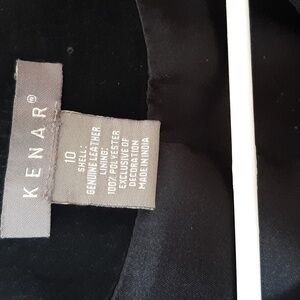 KENAR®
10
SHELL:
GENUINE LEATHER
LINING:
100% POLYESTER
EXCLUSIVE OF
DECORATION
MADE IN INDIA